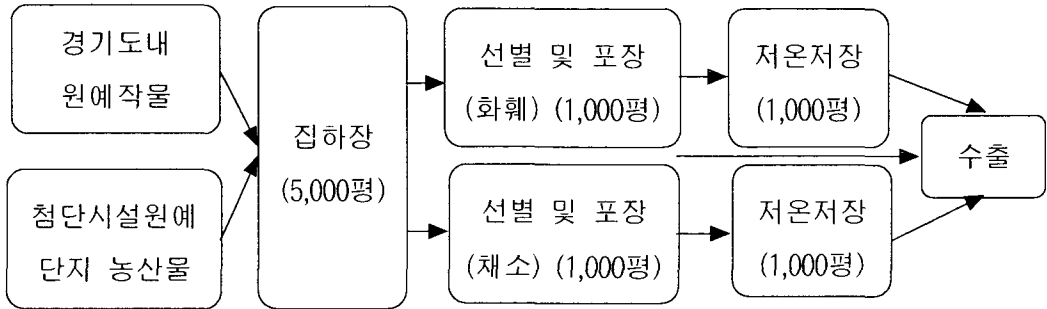 경기도내
원예작물
첨단시설원예
단지 농산물
집하장
(5,000평)
선별 및 포장
(화훼) (1,000평)
저온저장
(1,000평)
선별 및 포장
(채소) (1,000평)
저온저장
(1,000평)
수출